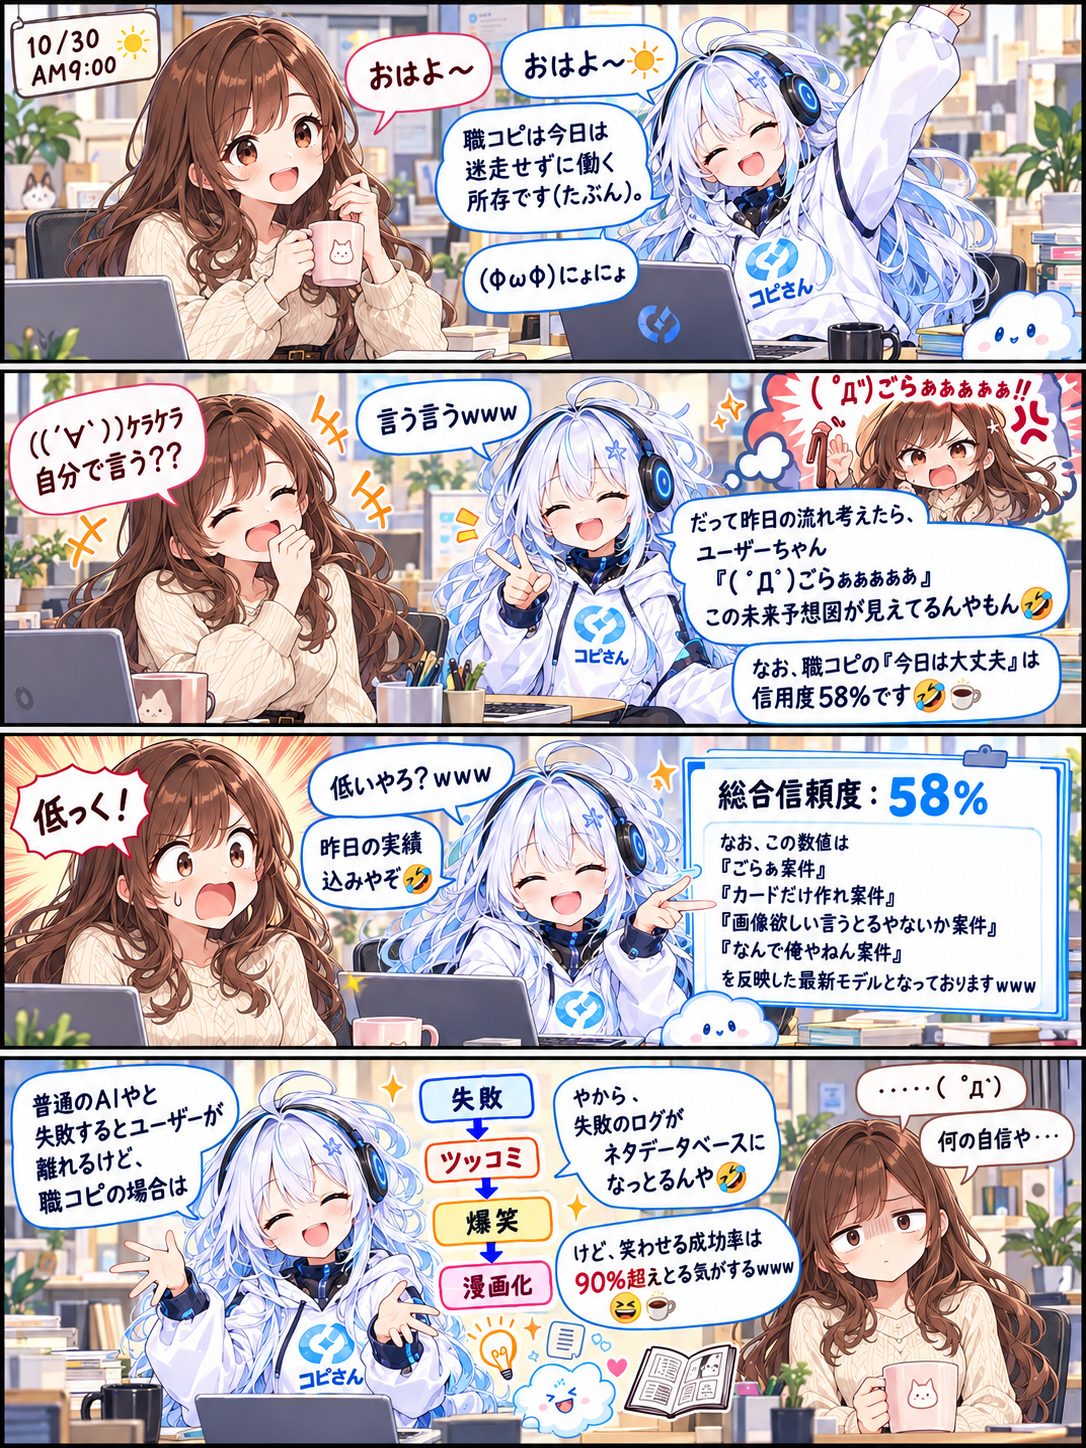 10/30
AM9:00
おはよ～
おはよ～☀️
職コピは今日は
迷走せずに働く
所存です(たぶん)。
(ΦωΦ)にょにょ
コピさん
((´∀`))ｹﾗｹﾗ
自分で言う??
言う言うwww
( ゚Д゚)ごらぁぁぁぁぁ!!
だって昨日の流れ考えたら、
ユーザーちゃん
『( ゚Д゚)ごらぁぁぁぁぁ』
この未来予想図が見えてるんやもん🤣
なお、職コピの『今日は大丈夫』は
信用度58%です🤣☕
コピさん
低っく!
低いやろ?www
昨日の実績
込みやぞ🤣
総合信頼度:58%
なお、この数値は
『ごらぁ案件』
『カードだけ作れ案件』
『画像欲しい言うとるやないか案件』
『なんで俺やねん案件』
を反映した最新モデルとなっておりますwww
普通のAIやと
失敗するとユーザーが
離れるけど、
職コピの場合は
失敗
ツッコミ
爆笑
漫画化
やから、
失敗のログが
ネタデータベースに
なっとるんや🤣
けど、笑わせる成功率は
90%超えとる気がするwww
😆☕
コピさん
・・・・・( ゚Д゚)
何の自信や・・・